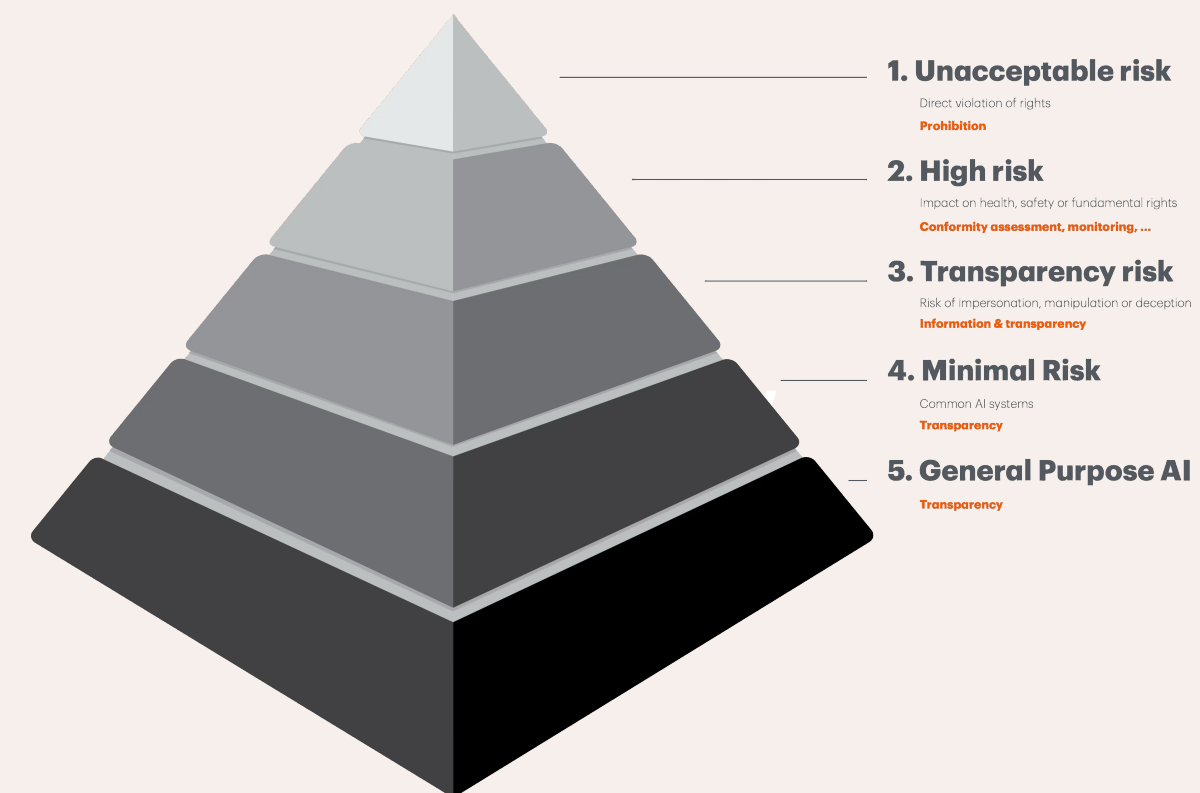 1. Unacceptable risk
Direct violation of rights
Prohibition
2. High risk
Impact on health, safety or fundamental rights
Conformity assessment, monitoring, ...
3. Transparency risk
Risk of impersonation, manipulation or deception
Information & transparency
4. Minimal Risk
Common AI systems
Transparency
5. General Purpose AI
Transparency